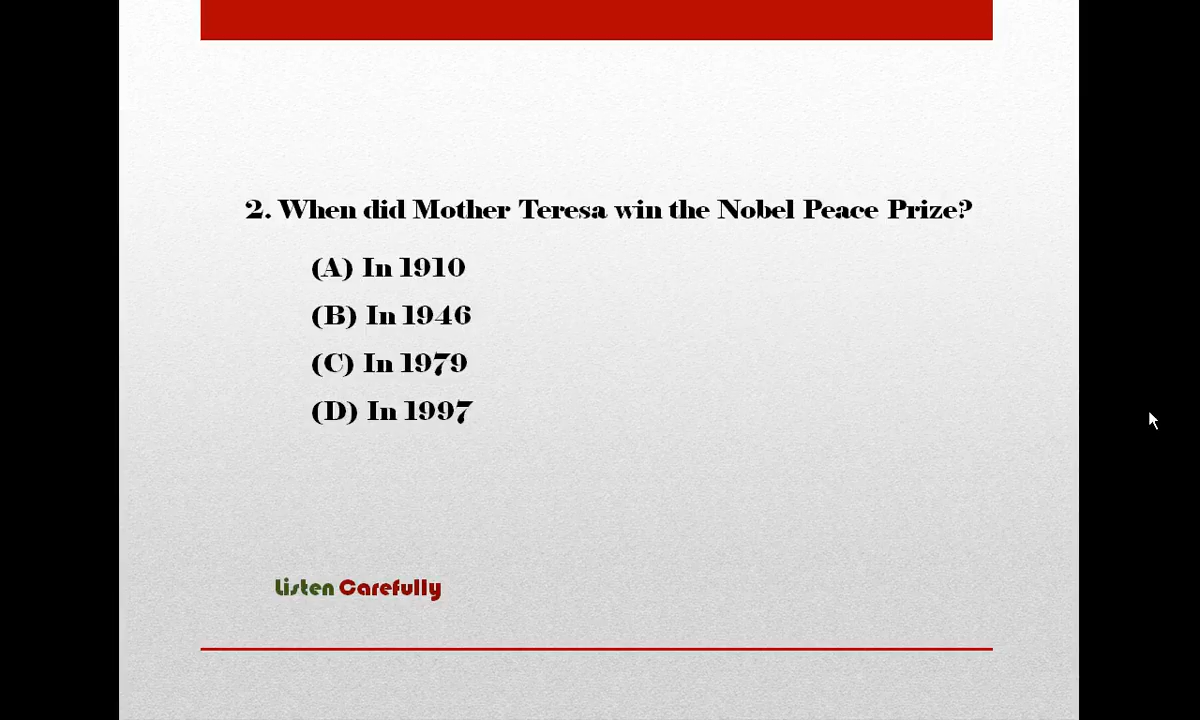 2. When did Mother Teresa win the Nobel Peace Prize?
(A) In 1910
(B) In 1946
(C) In 1979
(D) In 1997
Listen Carefully